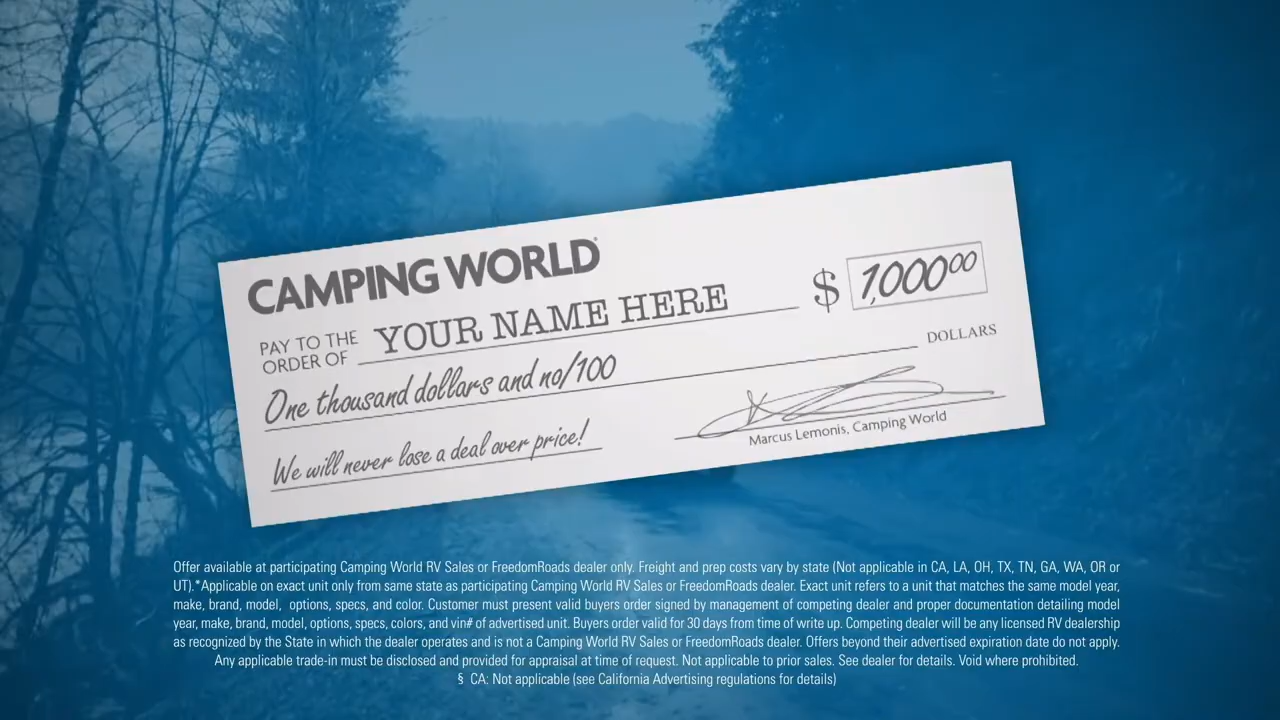 CAMPING WORLD
PAY TO THE
ORDER OF
YOUR NAME HERE
$ 1,000 00
One thousand dollars and no/100
DOLLARS
We will never lose a deal over price!
Marcus Lemonis, Camping World
Offer available at participating Camping World RV Sales or FreedomRoads dealer only. Freight and prep costs vary by state (Not applicable in CA, LA, OH, TX, TN, GA, WA, OR or
UT).*Applicable on exact unit only from same state as participating Camping World RV Sales or FreedomRoads dealer. Exact unit refers to a unit that matches the same model year,
make, brand, model, options, specs, and color. Customer must present valid buyers order signed by management of competing dealer and proper documentation detailing model
year, make, brand, model, options, specs, colors, and vin# of advertised unit. Buyers order valid for 30 days from time of write up. Competing dealer will be any licensed RV dealership
as recognized by the State in which the dealer operates and is not a Camping World RV Sales or FreedomRoads dealer. Offers beyond their advertised expiration date do not apply.
Any applicable trade-in must be disclosed and provided for appraisal at time of request. Not applicable to prior sales. See dealer for details. Void where prohibited.
§ CA: Not applicable (see California Advertising regulations for details)